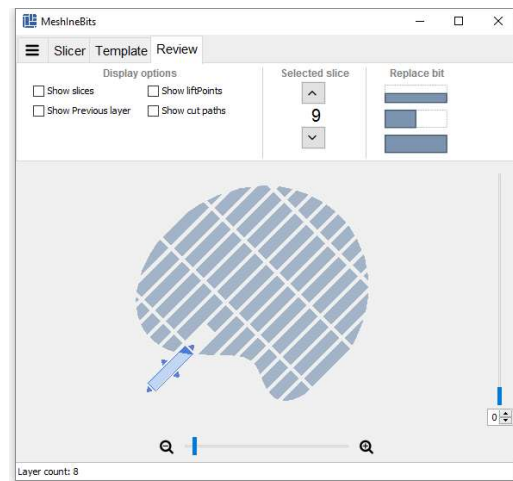 MeshIneBits
Slicer Template Review
Display options Selected slice Replace bit
Show slices Show liftPoints
Show Previous layer Show cut paths
9
0
Layer count: 8